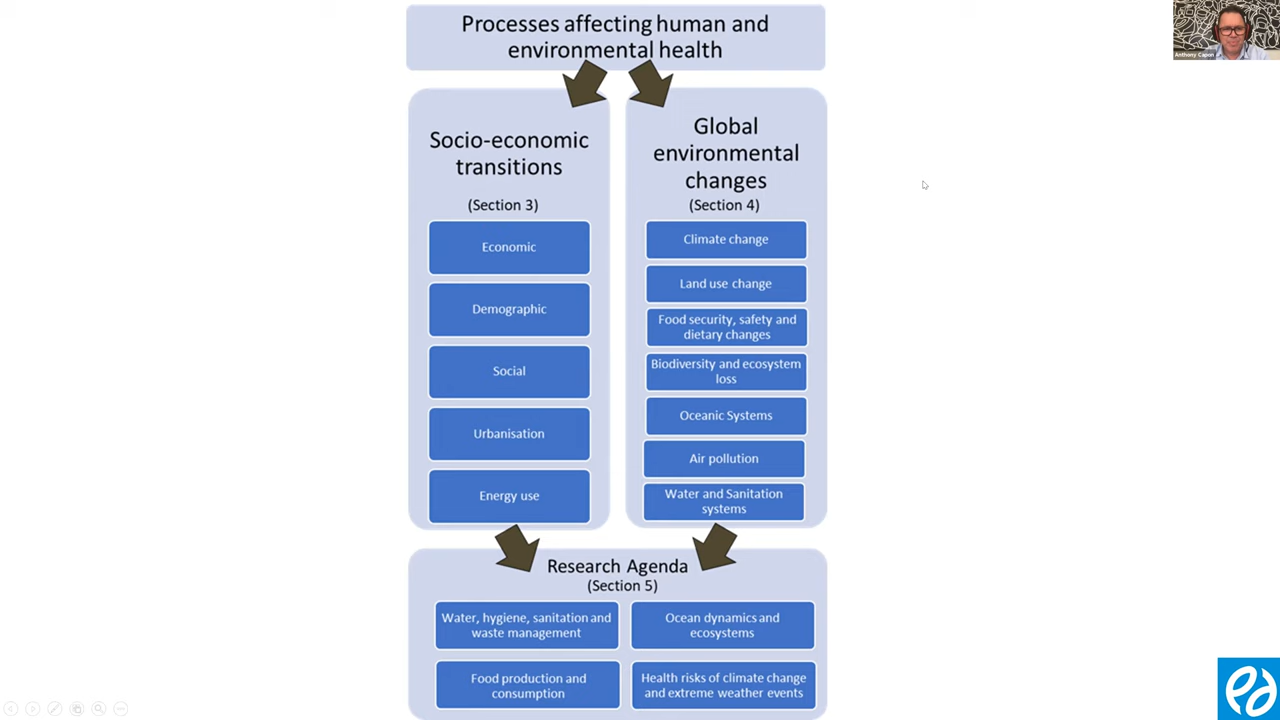 Processes affecting human and
environmental health
Socio-economic
transitions
(Section 3)
Economic
Demographic
Social
Urbanisation
Energy use
Global
environmental
changes
(Section 4)
Climate change
Land use change
Food security, safety and
dietary changes
Biodiversity and ecosystem
loss
Oceanic Systems
Air pollution
Water and Sanitation
systems
Research Agenda
(Section 5)
Water, hygiene, sanitation and
waste management
Ocean dynamics and
ecosystems
Food production and
consumption
Health risks of climate change
and extreme weather events
Anthony Capon